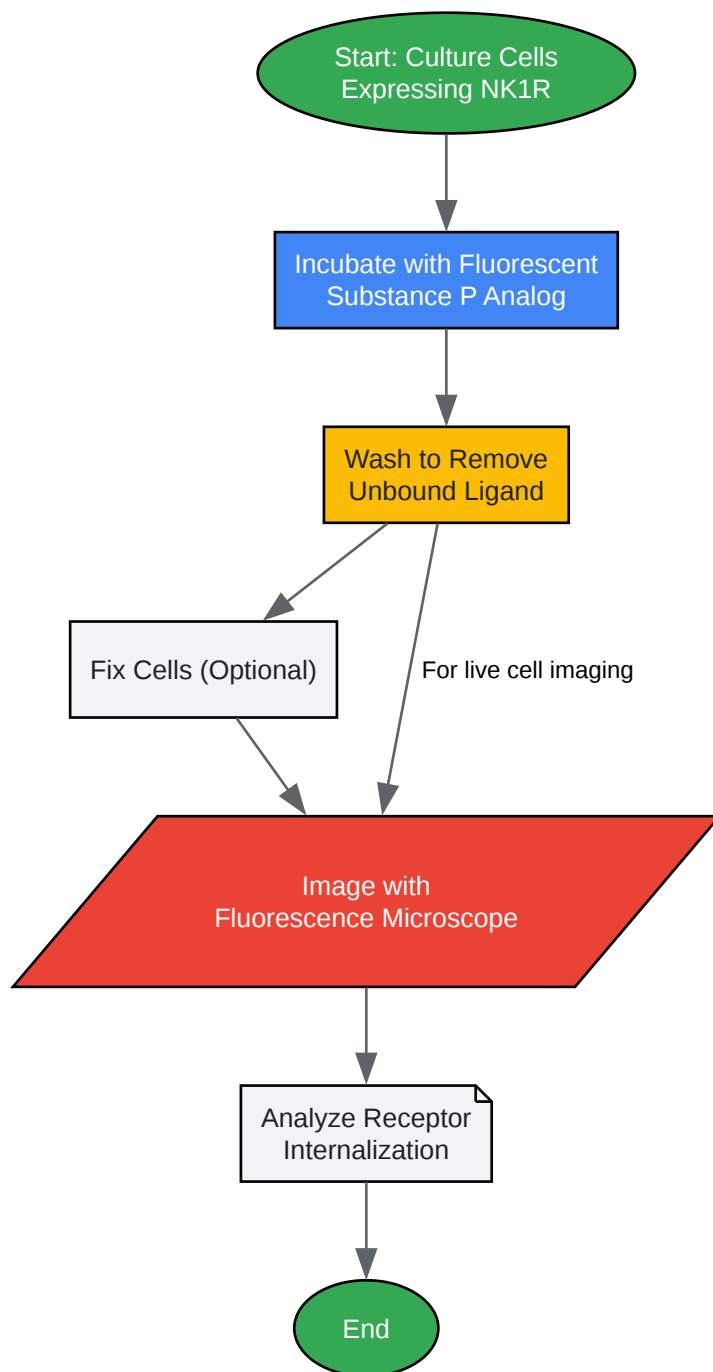 Start: Culture Cells
Expressing NK1R
Incubate with Fluorescent
Substance P Analog
Wash to Remove
Unbound Ligand
Fix Cells (Optional)
For live cell imaging
Image with
Fluorescence Microscope
Analyze Receptor
Internalization
End